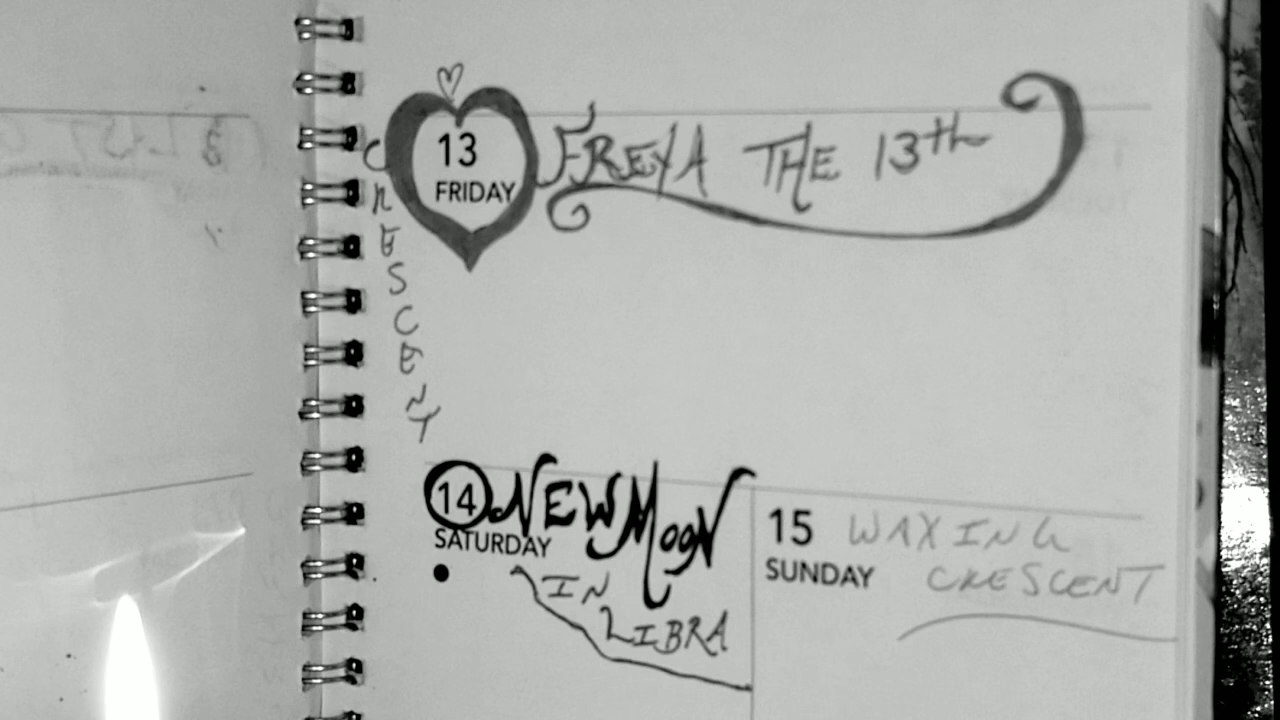 13
FRIDAY
FREYA THE 13th
CRESCENT
14
SATURDAY
NEW MOON
IN
LIBRA
15
SUNDAY
WAXING
CRESCENT